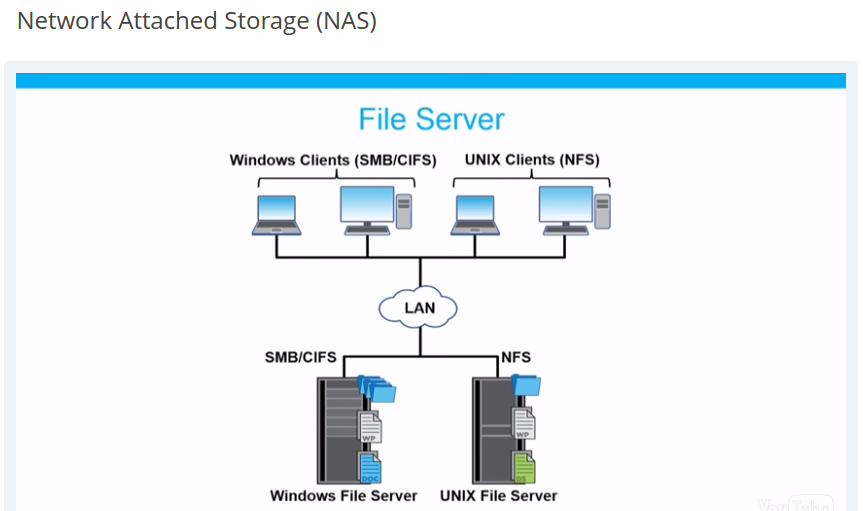 Network Attached Storage (NAS)
File Server
Windows Clients (SMB/CIFS) UNIX Clients (NFS)
LAN
SMB/CIFS NFS
WP WP
DOC DS
Windows File Server UNIX File Server
YouTube